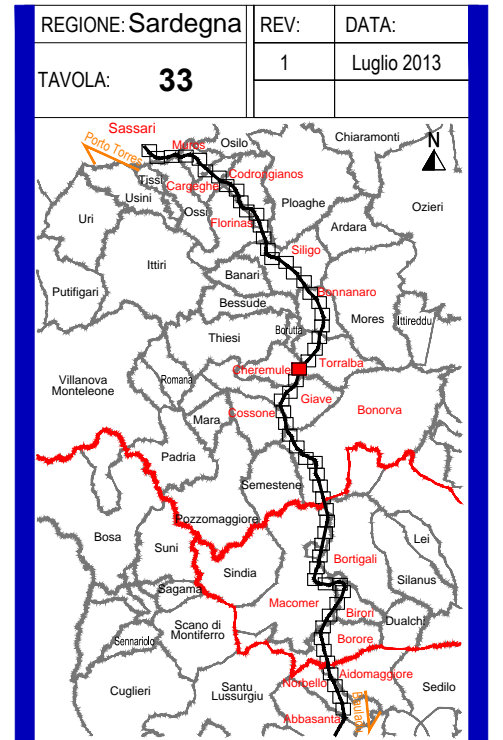 REGIONE: Sardegna
REV:
DATA:
TAVOLA: 33
1
Luglio 2013
Sassari
Porto Torres
Muros
Osilo
Chiaramonti
N
Tissi
Cargeghe
Codrongianos
Usini
Ossi
Ploaghe
Ozieri
Uri
Florinas
Ardara
Siligo
Ittiri
Banari
Bonnanaro
Putifigari
Bessude
Mores
Ittireddu
Thiesi
Borutta
Cheremule
Torralba
Villanova
Monteleone
Romana
Giave
Cossone
Bonorva
Mara
Padria
Semestene
Pozzomaggiore
Bosa
Suni
Lei
Bortigali
Sindia
Silanus
Sagama
Macomer
Birori
Dualchi
Scano di
Montiferro
Sennariolo
Borore
Norbello
Aidomaggiore
Cuglieri
Santu
Lussurgiu
Sedilo
Abbasanta